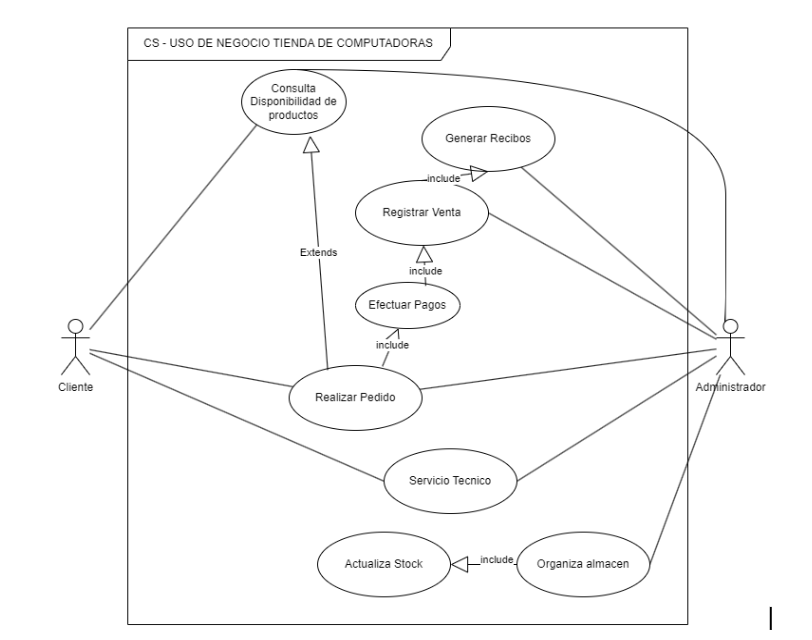 CS - USO DE NEGOCIO TIENDA DE COMPUTADORAS
Consulta
Disponibilidad de
productos
Generar Recibos
include
Registrar Venta
Extends
include
Efectuar Pagos
include
Cliente
Administrador
Realizar Pedido
Servicio Tecnico
Actualiza Stock
include
Organiza almacen